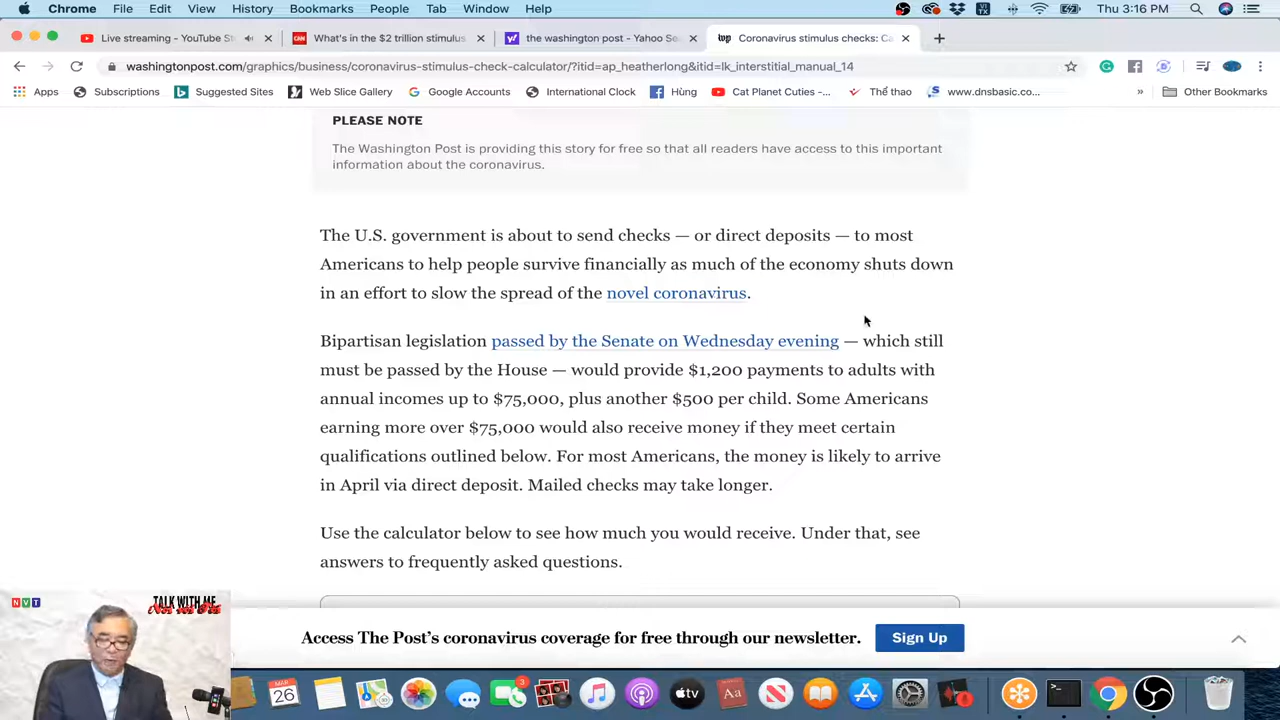 Chrome File Edit View History Bookmarks People Tab Window Help
Thu 3:16 PM
Live streaming - YouTube St
What's in the $2 trillion stimulus
the washington post - Yahoo Se
Coronavirus stimulus checks: Ca
washingtonpost.com/graphics/business/coronavirus-stimulus-check-calculator/?itid=ap_heatherlong&itid=lk_interstitial_manual_14
Apps Subscriptions Suggested Sites Web Slice Gallery Google Accounts International Clock Hùng Cat Planet Cuties -... Thể thao www.dnsbasic.co... » Other Bookmarks
PLEASE NOTE
The Washington Post is providing this story for free so that all readers have access to this important
information about the coronavirus.
The U.S. government is about to send checks — or direct deposits — to most
Americans to help people survive financially as much of the economy shuts down
in an effort to slow the spread of the novel coronavirus.
Bipartisan legislation passed by the Senate on Wednesday evening — which still
must be passed by the House — would provide $1,200 payments to adults with
annual incomes up to $75,000, plus another $500 per child. Some Americans
earning more over $75,000 would also receive money if they meet certain
qualifications outlined below. For most Americans, the money is likely to arrive
in April via direct deposit. Mailed checks may take longer.
Use the calculator below to see how much you would receive. Under that, see
answers to frequently asked questions.
Access The Post's coronavirus coverage for free through our newsletter.
Sign Up
NVT
TALK WITH ME
MAR
26
3
tv
Aa